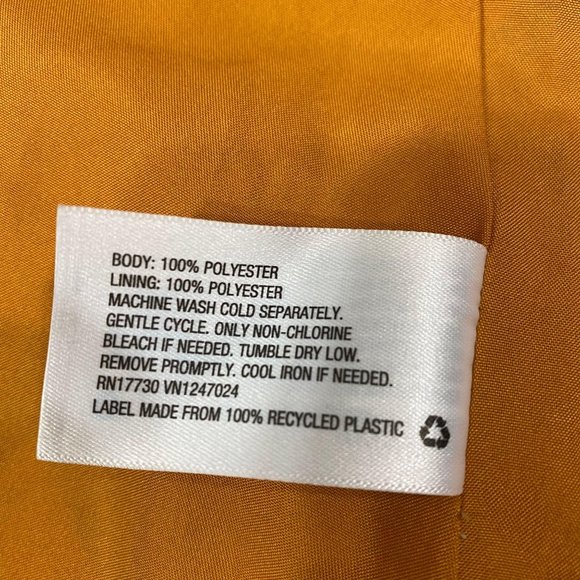 BODY: 100% POLYESTER
LINING: 100% POLYESTER
MACHINE WASH COLD SEPARATELY.
GENTLE CYCLE. ONLY NON-CHLORINE
BLEACH IF NEEDED. TUMBLE DRY LOW.
REMOVE PROMPTLY. COOL IRON IF NEEDED.
RN17730 VN1247024
LABEL MADE FROM 100% RECYCLED PLASTIC